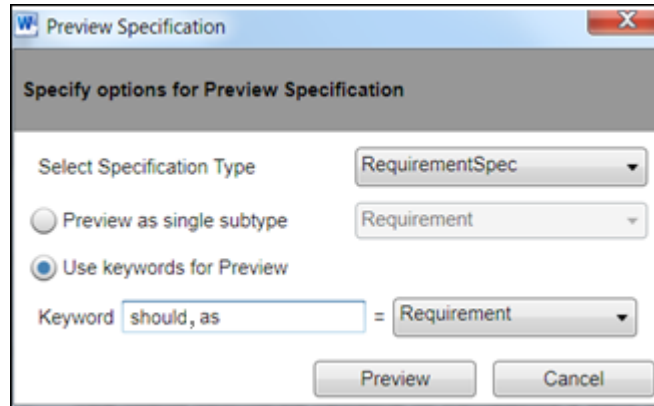 Preview Specification
Specify options for Preview Specification
Select Specification Type RequirementSpec
Preview as single subtype Requirement
Use keywords for Preview
Keyword should, as = Requirement
Preview Cancel